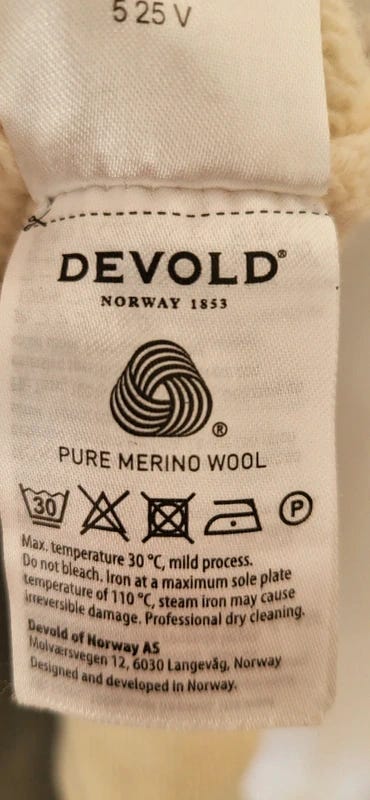 5 25 V
DEVOLD®
NORWAY 1853
®
PURE MERINO WOOL
30 P
Max. temperature 30 °C, mild process.
Do not bleach. Iron at a maximum sole plate
temperature of 110 °C, steam iron may cause
irreversible damage. Professional dry cleaning.
Devold of Norway AS
Molværsvegen 12, 6030 Langevåg, Norway
Designed and developed in Norway.